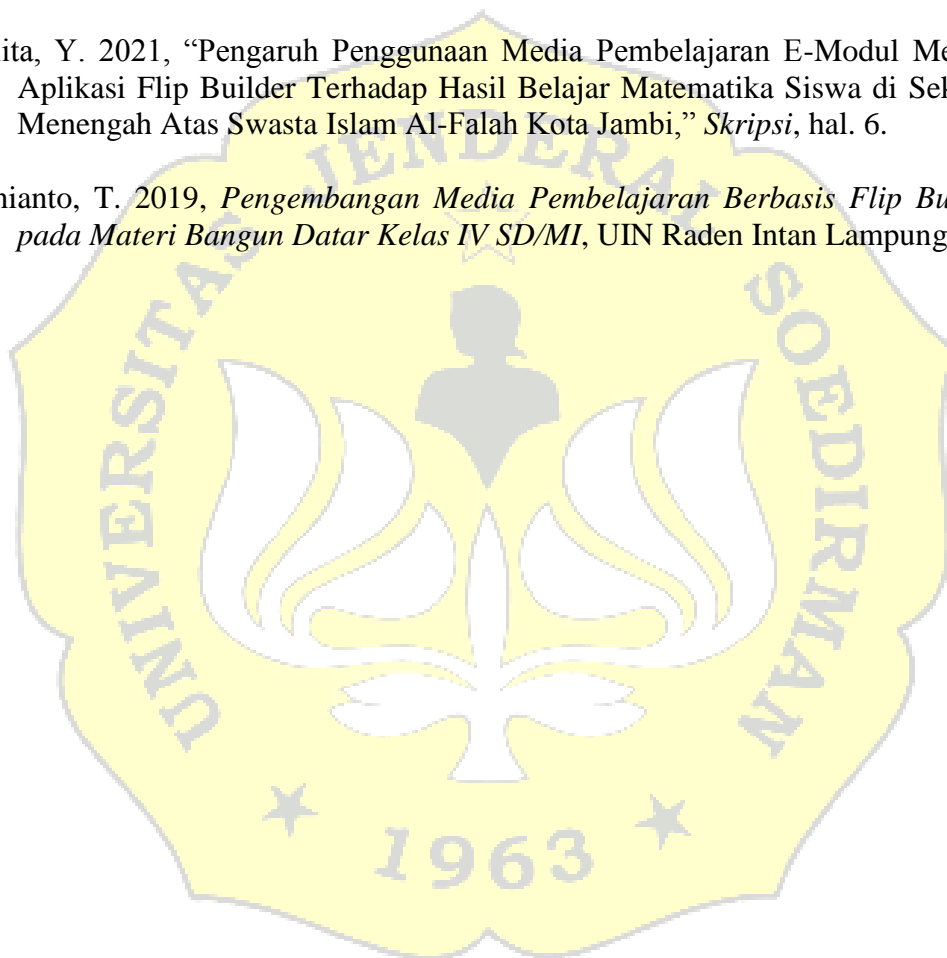 ita, Y. 2021, “Pengaruh Penggunaan Media Pembelajaran E-Modul Me
Aplikasi Flip Builder Terhadap Hasil Belajar Matematika Siswa di Sek
Menengah Atas Swasta Islam Al-Falah Kota Jambi,” Skripsi, hal. 6.
nianto, T. 2019, Pengembangan Media Pembelajaran Berbasis Flip Bu
pada Materi Bangun Datar Kelas IV SD/MI, UIN Raden Intan Lampung
UNIVERSITAS JENDERAL SOEDIRMAN
1963